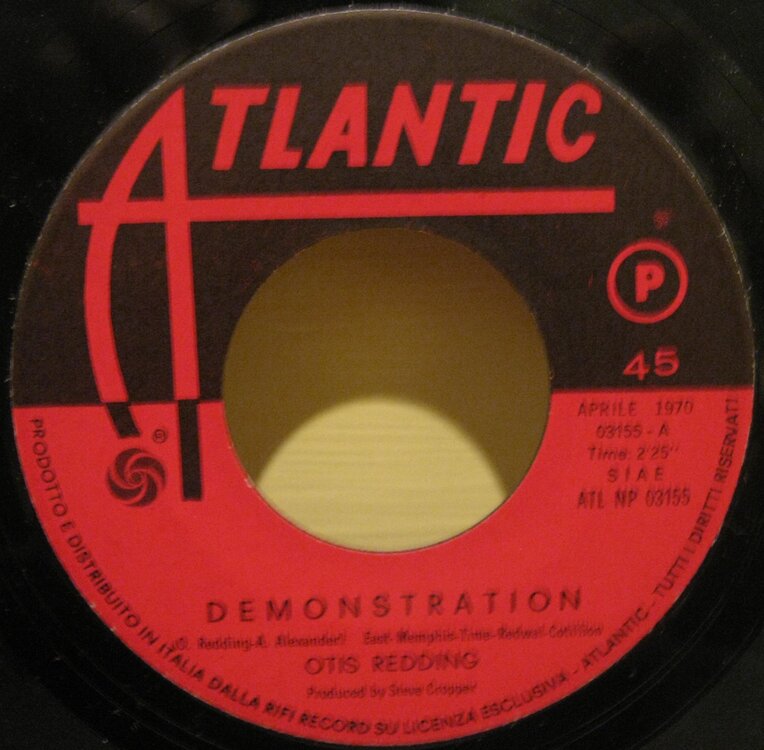 ATLANTIC
P
45
®
APRILE 1970
03155 - A
Time: 2'25''
SIAE
ATL NP 03155
DEMONSTRATION
(O. Redding-A. Alexander) East-Memphis-Time-Redwal-Cotillion
OTIS REDDING
Produced by Steve Cropper
PRODOTTO E DISTRIBUITO IN ITALIA DALLA RIFI RECORD SU LICENZA ESCLUSIVA - ATLANTIC - TUTTI I DIRITTI RISERVATI